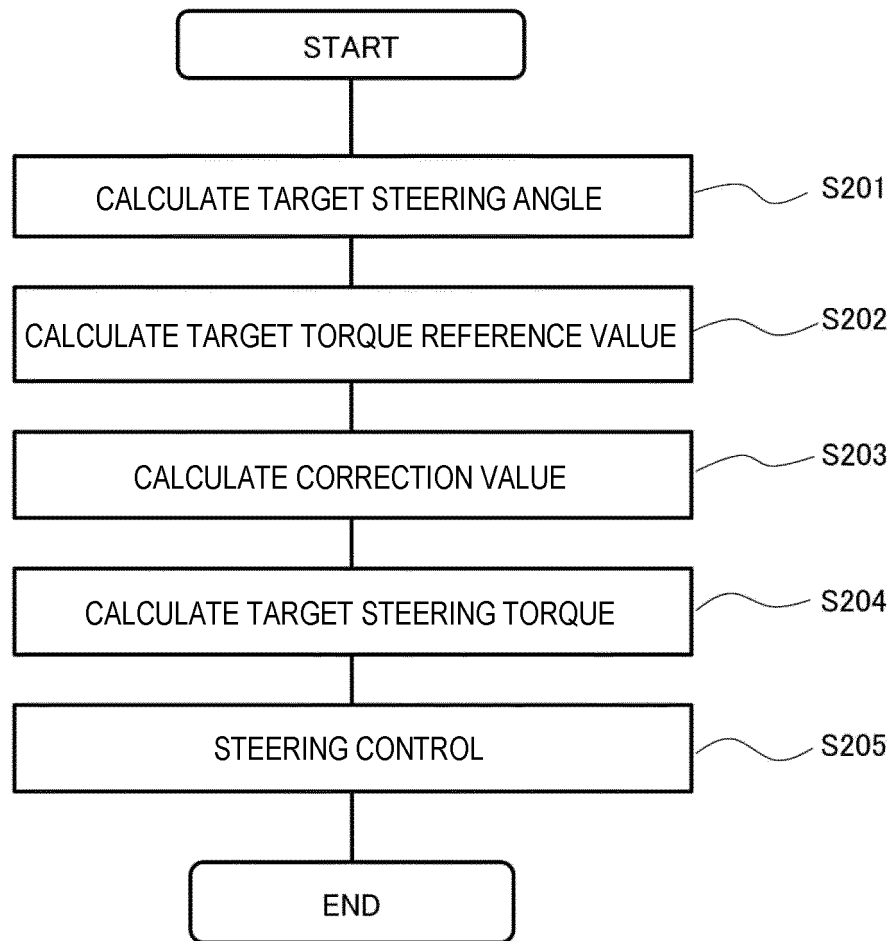 START
CALCULATE TARGET STEERING ANGLE
S201
CALCULATE TARGET TORQUE REFERENCE VALUE
S202
CALCULATE CORRECTION VALUE
S203
CALCULATE TARGET STEERING TORQUE
S204
STEERING CONTROL
S205
END